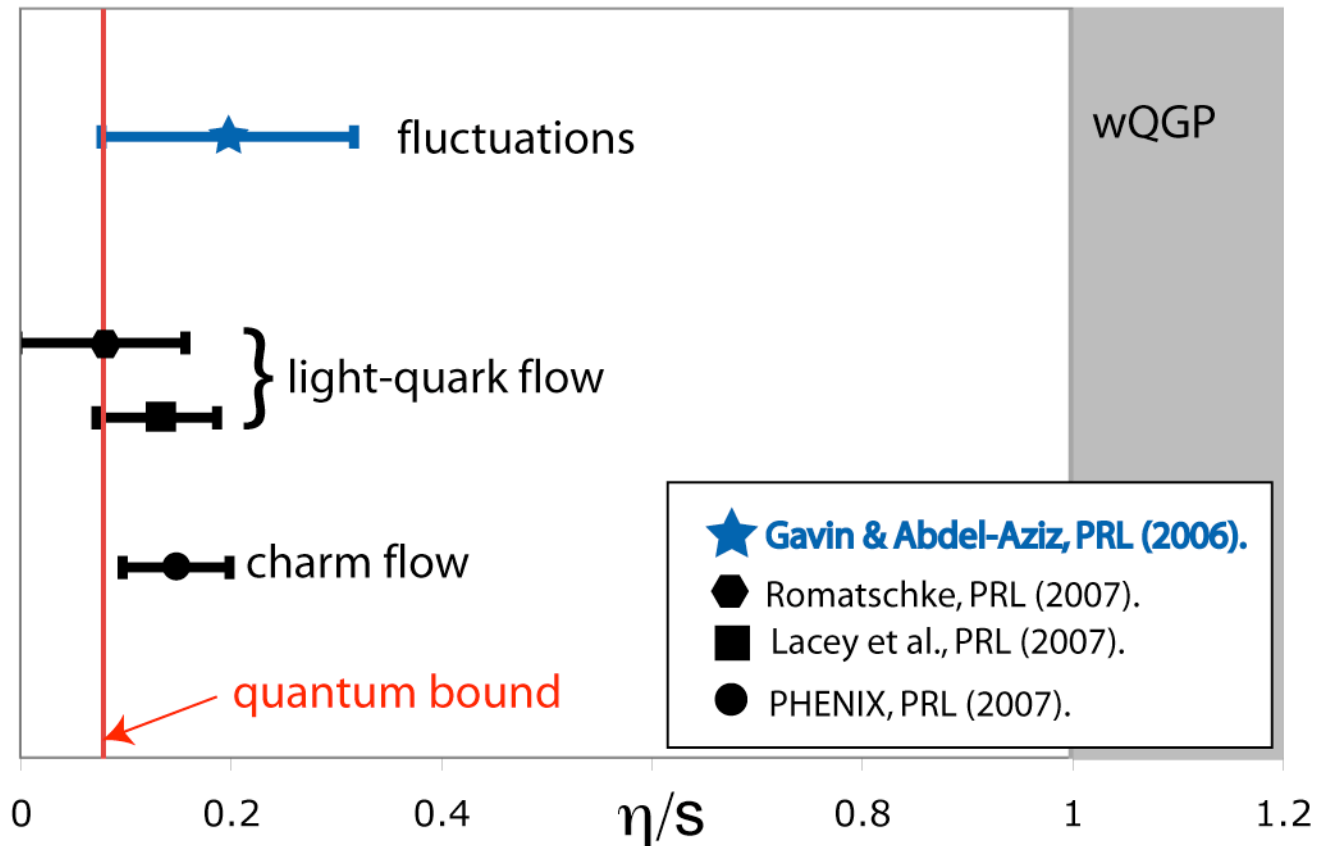 fluctuations
wQGP
} light-quark flow
charm flow
quantum bound
Gavin & Abdel-Aziz, PRL (2006).
Romatschke, PRL (2007).
Lacey et al., PRL (2007).
PHENIX, PRL (2007).
0 0.2 0.4 η/s 0.8 1 1.2